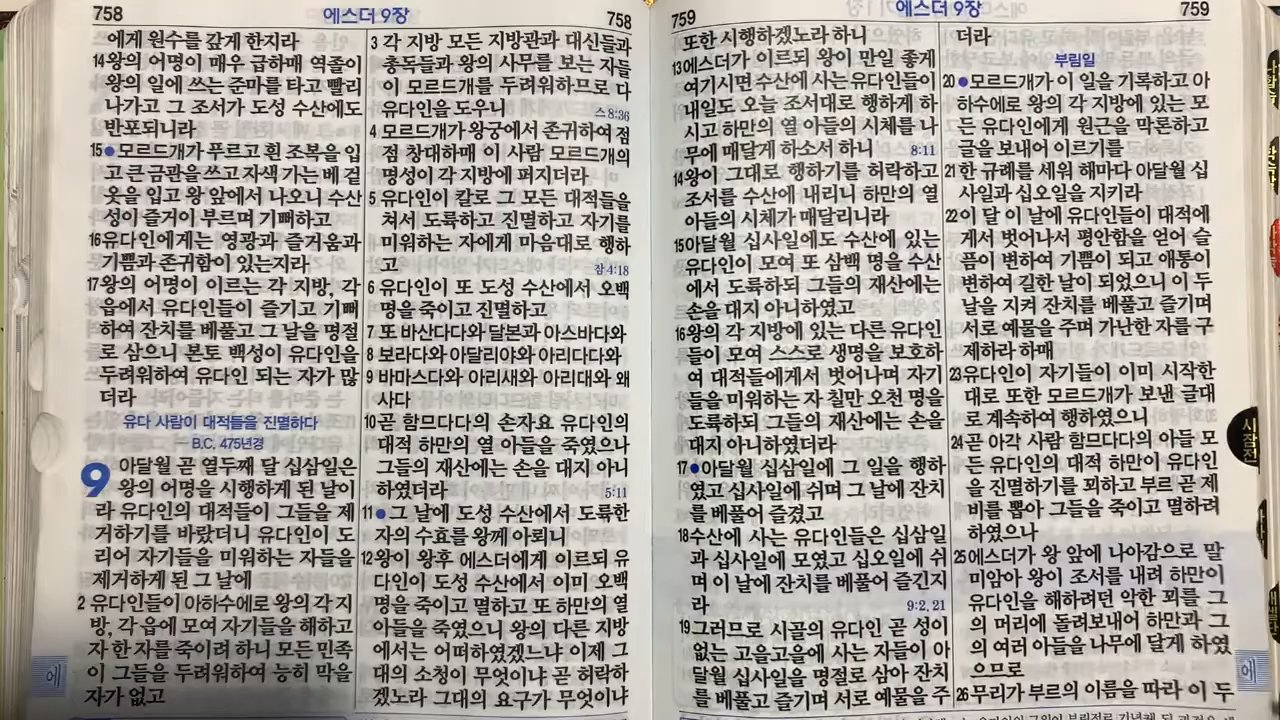 758
에스더 9장
758
에게 원수를 갚게 한지라
14 왕의 어명이 매우 급하매 역졸이
왕의 일에 쓰는 준마를 타고 빨리
나가고 그 조서가 도성 수산에도
반포되니라
15 ●모르드개가 푸르고 흰 조복을 입
고 큰 금관을 쓰고 자색 가는 베 겉
옷을 입고 왕 앞에서 나오니 수산
성이 즐거이 부르며 기뻐하고
16 유다인에게는 영광과 즐거움과
기쁨과 존귀함이 있는지라
17 왕의 어명이 이르는 각 지방, 각
읍에서 유다인들이 즐기고 기뻐
하여 잔치를 베풀고 그 날을 명절
로 삼으니 본토 백성이 유다인을
두려워하여 유다인 되는 자가 많
더라
유다 사람이 대적들을 진멸하다
— B.C. 475년경
9 아달월 곧 열두째 달 십삼일은
왕의 어명을 시행하게 된 날이
라 유다인의 대적들이 그들을 제
거하기를 바랐더니 유다인이 도
리어 자기들을 미워하는 자들을
제거하게 된 그 날에
2 유다인들이 아하수에로 왕의 각 지
방, 각 읍에 모여 자기들을 해하고
자 한 자를 죽이려 하니 모든 민족
이 그들을 두려워하여 능히 막을
자가 없고
에
3 각 지방 모든 지방관과 대신들과
총독들과 왕의 사무를 보는 자들
이 모르드개를 두려워하므로 다
유다인을 도우니 스 8:36
4 모르드개가 왕궁에서 존귀하여 점
점 창대하매 이 사람 모르드개의
명성이 각 지방에 퍼지더라
5 유다인이 칼로 그 모든 대적들을
쳐서 도륙하고 진멸하고 자기를
미워하는 자에게 마음대로 행하
고 잠 4:18
6 유다인이 또 도성 수산에서 오백
명을 죽이고 진멸하고
7 또 바산다다와 달본과 아스바다와
8 보라다와 아달리야와 아리다다와
9 바마스다와 아리새와 아리대와 왜
사다
10 곧 함므다다의 손자요 유다인의
대적 하만의 열 아들을 죽였으나
그들의 재산에는 손을 대지 아니
하였더라 5:11
11 ● 그 날에 도성 수산에서 도륙한
자의 수효를 왕께 아뢰니
12 왕이 왕후 에스더에게 이르되 유
다인이 도성 수산에서 이미 오백
명을 죽이고 멸하고 또 하만의 열
아들을 죽였으니 왕의 다른 지방
에서는 어떠하였겠느냐 이제 그
대의 소청이 무엇이냐 곧 허락하
겠노라 그대의 요구가 무엇이냐
759
에스더 9장
759
또한 시행하겠노라 하니
13 에스더가 이르되 왕이 만일 좋게
여기시면 수산에 사는 유다인들이
내일도 오늘 조서대로 행하게 하
시고 하만의 열 아들의 시체를 나
무에 매달게 하소서 하니 8:11
14 왕이 그대로 행하기를 허락하고
조서를 수산에 내리니 하만의 열
아들의 시체가 매달리니라
15 아달월 십사일에도 수산에 있는
유다인이 모여 또 삼백 명을 수산
에서 도륙하되 그들의 재산에는
손을 대지 아니하였고
16 왕의 각 지방에 있는 다른 유다인
들이 모여 스스로 생명을 보호하
여 대적들에게서 벗어나며 자기
들을 미워하는 자 칠만 오천 명을
도륙하되 그들의 재산에는 손을
대지 아니하였더라
17 ●아달월 십삼일에 그 일을 행하
였고 십사일에 쉬며 그 날에 잔치
를 베풀어 즐겼고
18 수산에 사는 유다인들은 십삼일
과 십사일에 모였고 십오일에 쉬
며 이 날에 잔치를 베풀어 즐긴지
라 9:2, 21
19 그러므로 시골의 유다인 곧 성이
없는 고을고을에 사는 자들이 아
달월 십사일을 명절로 삼아 잔치
를 베풀고 즐기며 서로 예물을 주
더라
부림일
20 ●모르드개가 이 일을 기록하고 아
하수에로 왕의 각 지방에 있는 모
든 유다인에게 원근을 막론하고
글을 보내어 이르기를
21 한 규례를 세워 해마다 아달월 십
사일과 십오일을 지키라
22 이 달 이 날에 유다인들이 대적에
게서 벗어나서 평안함을 얻어 슬
픔이 변하여 기쁨이 되고 애통이
변하여 길한 날이 되었으니 이 두
날을 지켜 잔치를 베풀고 즐기며
서로 예물을 주며 가난한 자를 구
제하라 하매
23 유다인이 자기들이 이미 시작한
대로 또한 모르드개가 보낸 글대
로 계속하여 행하였으니
24 곧 아각 사람 함므다다의 아들 모
든 유다인의 대적 하만이 유다인
을 진멸하기를 꾀하고 부르 곧 제
비를 뽑아 그들을 죽이고 멸하려
하였으나
25 에스더가 왕 앞에 나아감으로 말
미암아 왕이 조서를 내려 하만이
유다인을 해하려던 악한 꾀를 그
의 머리에 돌려보내어 하만과 그
의 여러 아들을 나무에 달게 하였
으므로
26 무리가 부르의 이름을 따라 이 두
에
시잠전